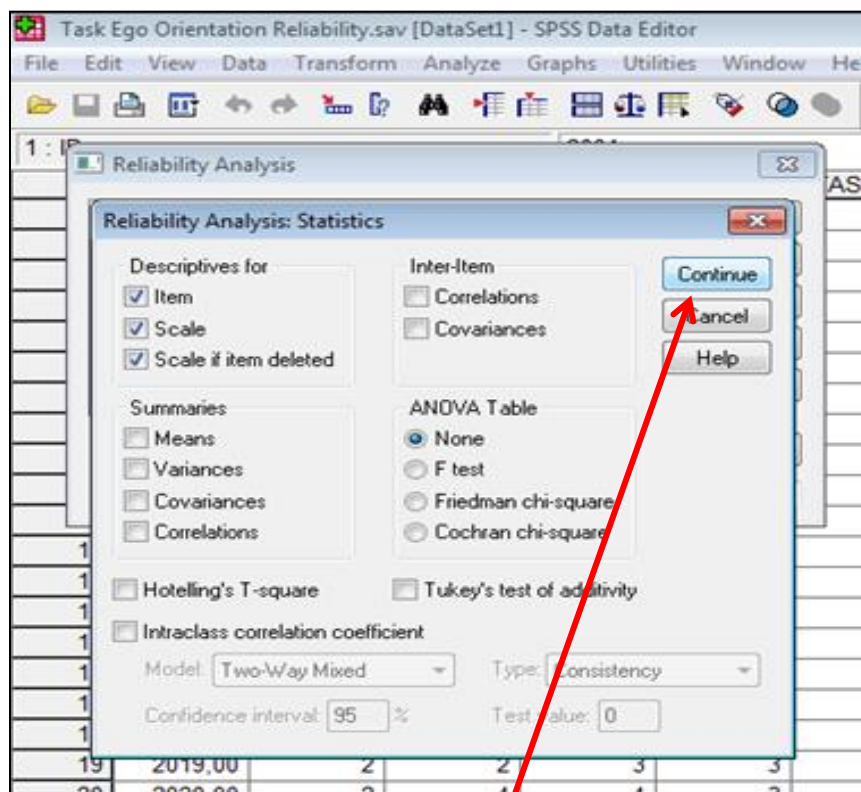 Task Ego Orientation Reliability.sav [DataSet1] - SPSS Data Editor
File Edit View Data Transform Analyze Graphs Utilities Window He
1 :
Reliability Analysis
AS
Reliability Analysis: Statistics
Descriptives for
Item
Scale
Scale if item deleted
Inter-Item
Correlations
Covariances
Continue
Cancel
Help
Summaries
Means
Variances
Covariances
Correlations
ANOVA Table
None
F test
Friedman chi-square
Cochran chi-square
Hotelling's T-square
Tukey's test of additivity
Intraclass correlation coefficient
Model: Two-Way Mixed
Type: Consistency
Confidence interval: 95 %
Test value: 0
19 2019,00 2 2 3 3